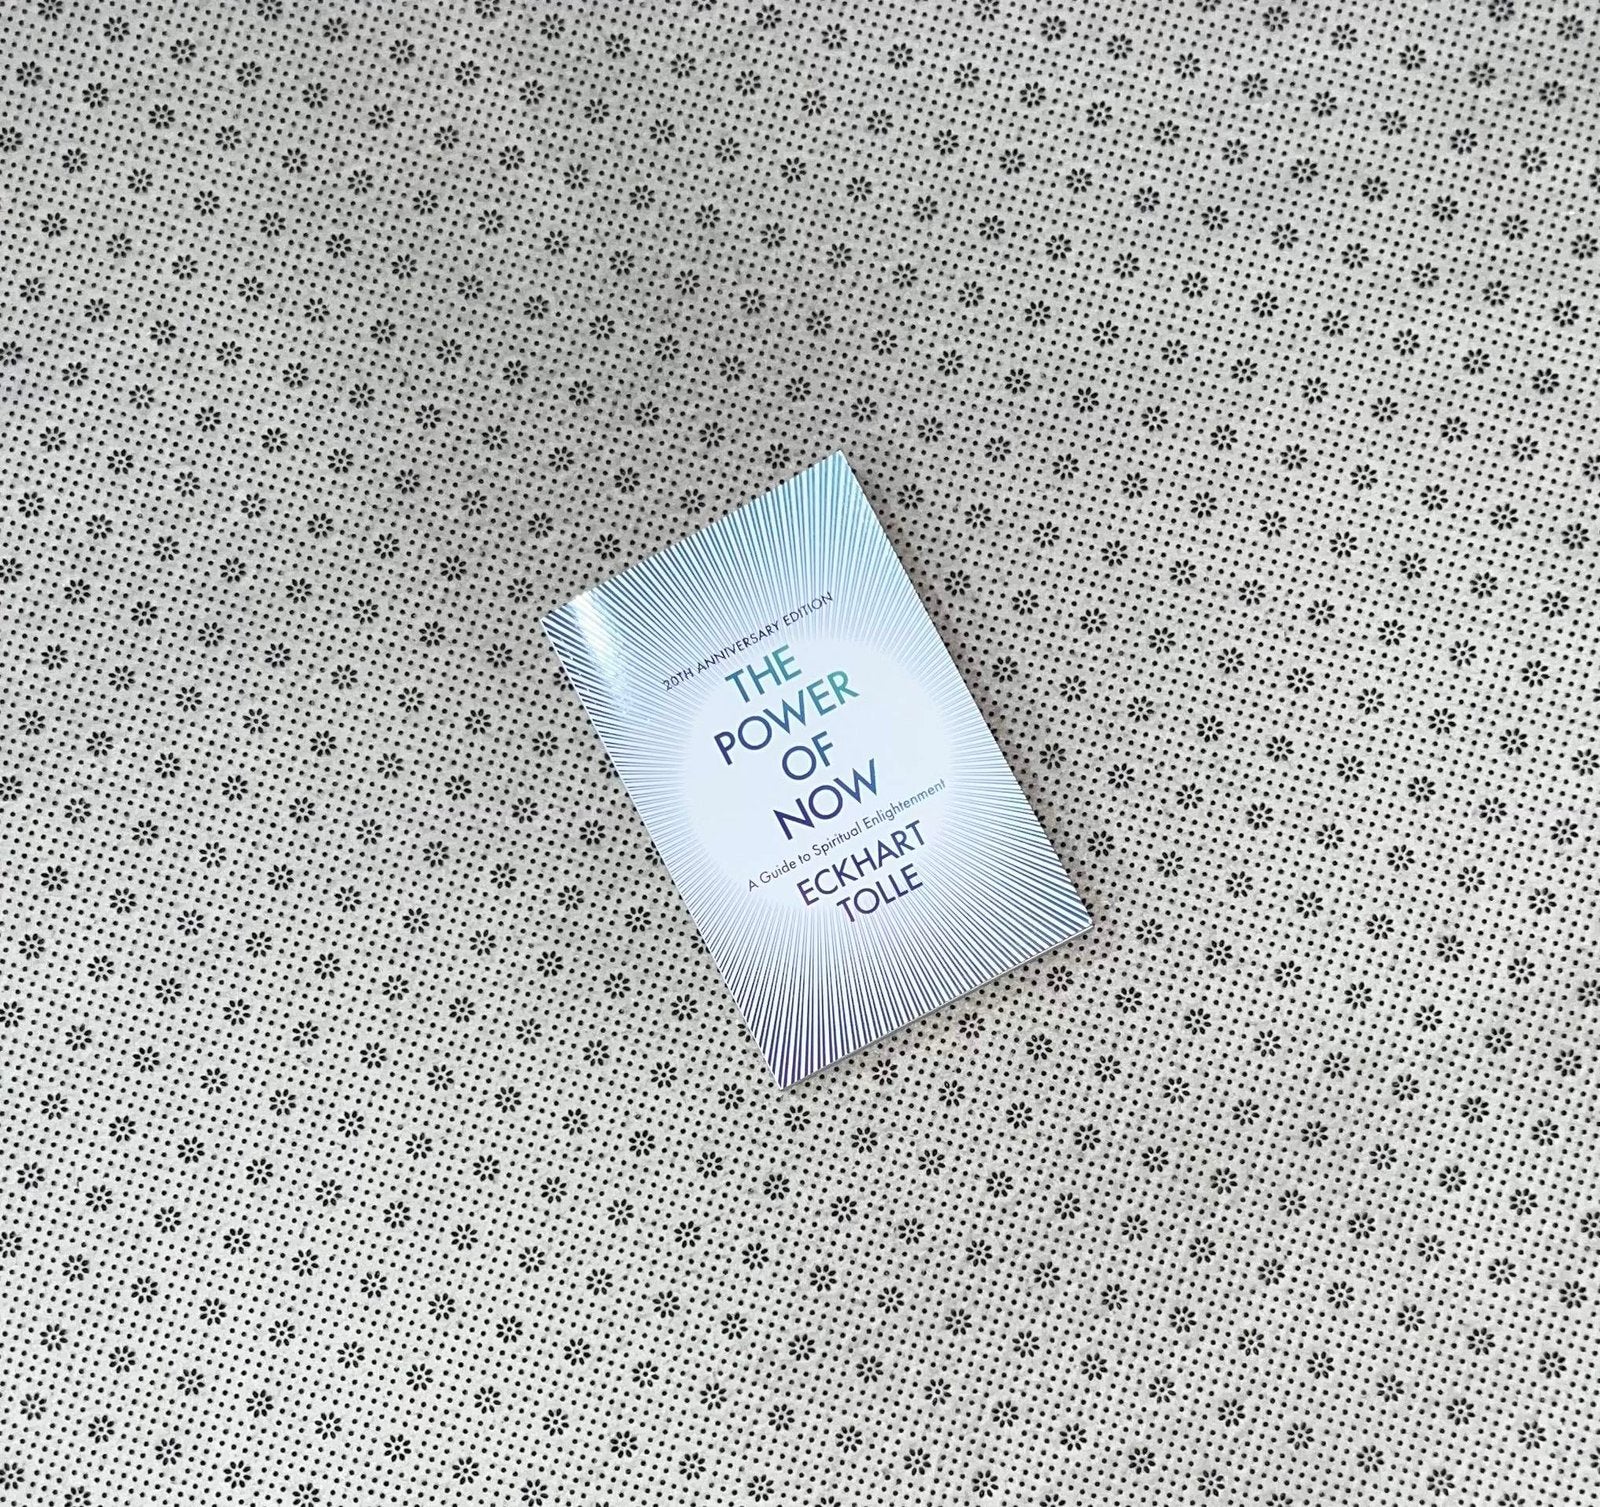 20TH ANNIVERSARY EDITION
THE
POWER
OF
NOW
A Guide to Spiritual Enlightenment
ECKHART
TOLLE